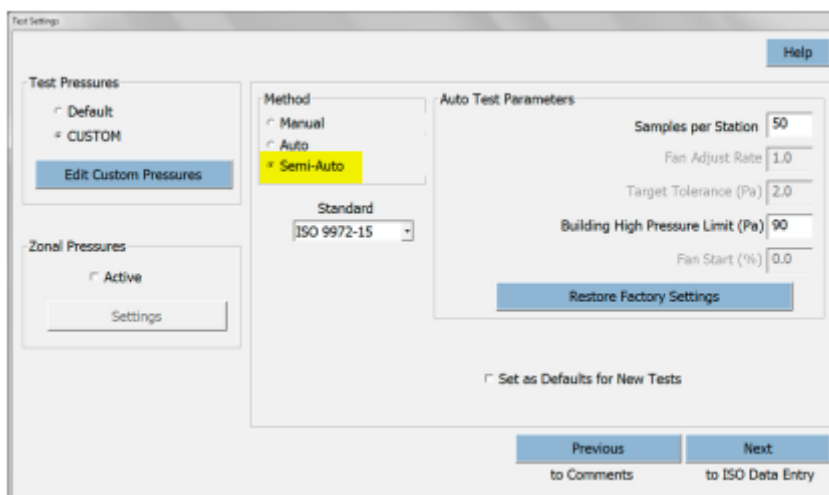 Test Settings
Help
Test Pressures
Default
CUSTOM
Edit Custom Pressures
Zonal Pressures
Active
Settings
Method
Manual
Auto
Semi-Auto
Standard
ISO 9972-15
Auto Test Parameters
Samples per Station 50
Fan Adjust Rate 1.0
Target Tolerance (Pa) 2.0
Building High Pressure Limit (Pa) 90
Fan Start (%) 0.0
Restore Factory Settings
Set as Defaults for New Tests
Previous
to Comments
Next
to ISO Data Entry